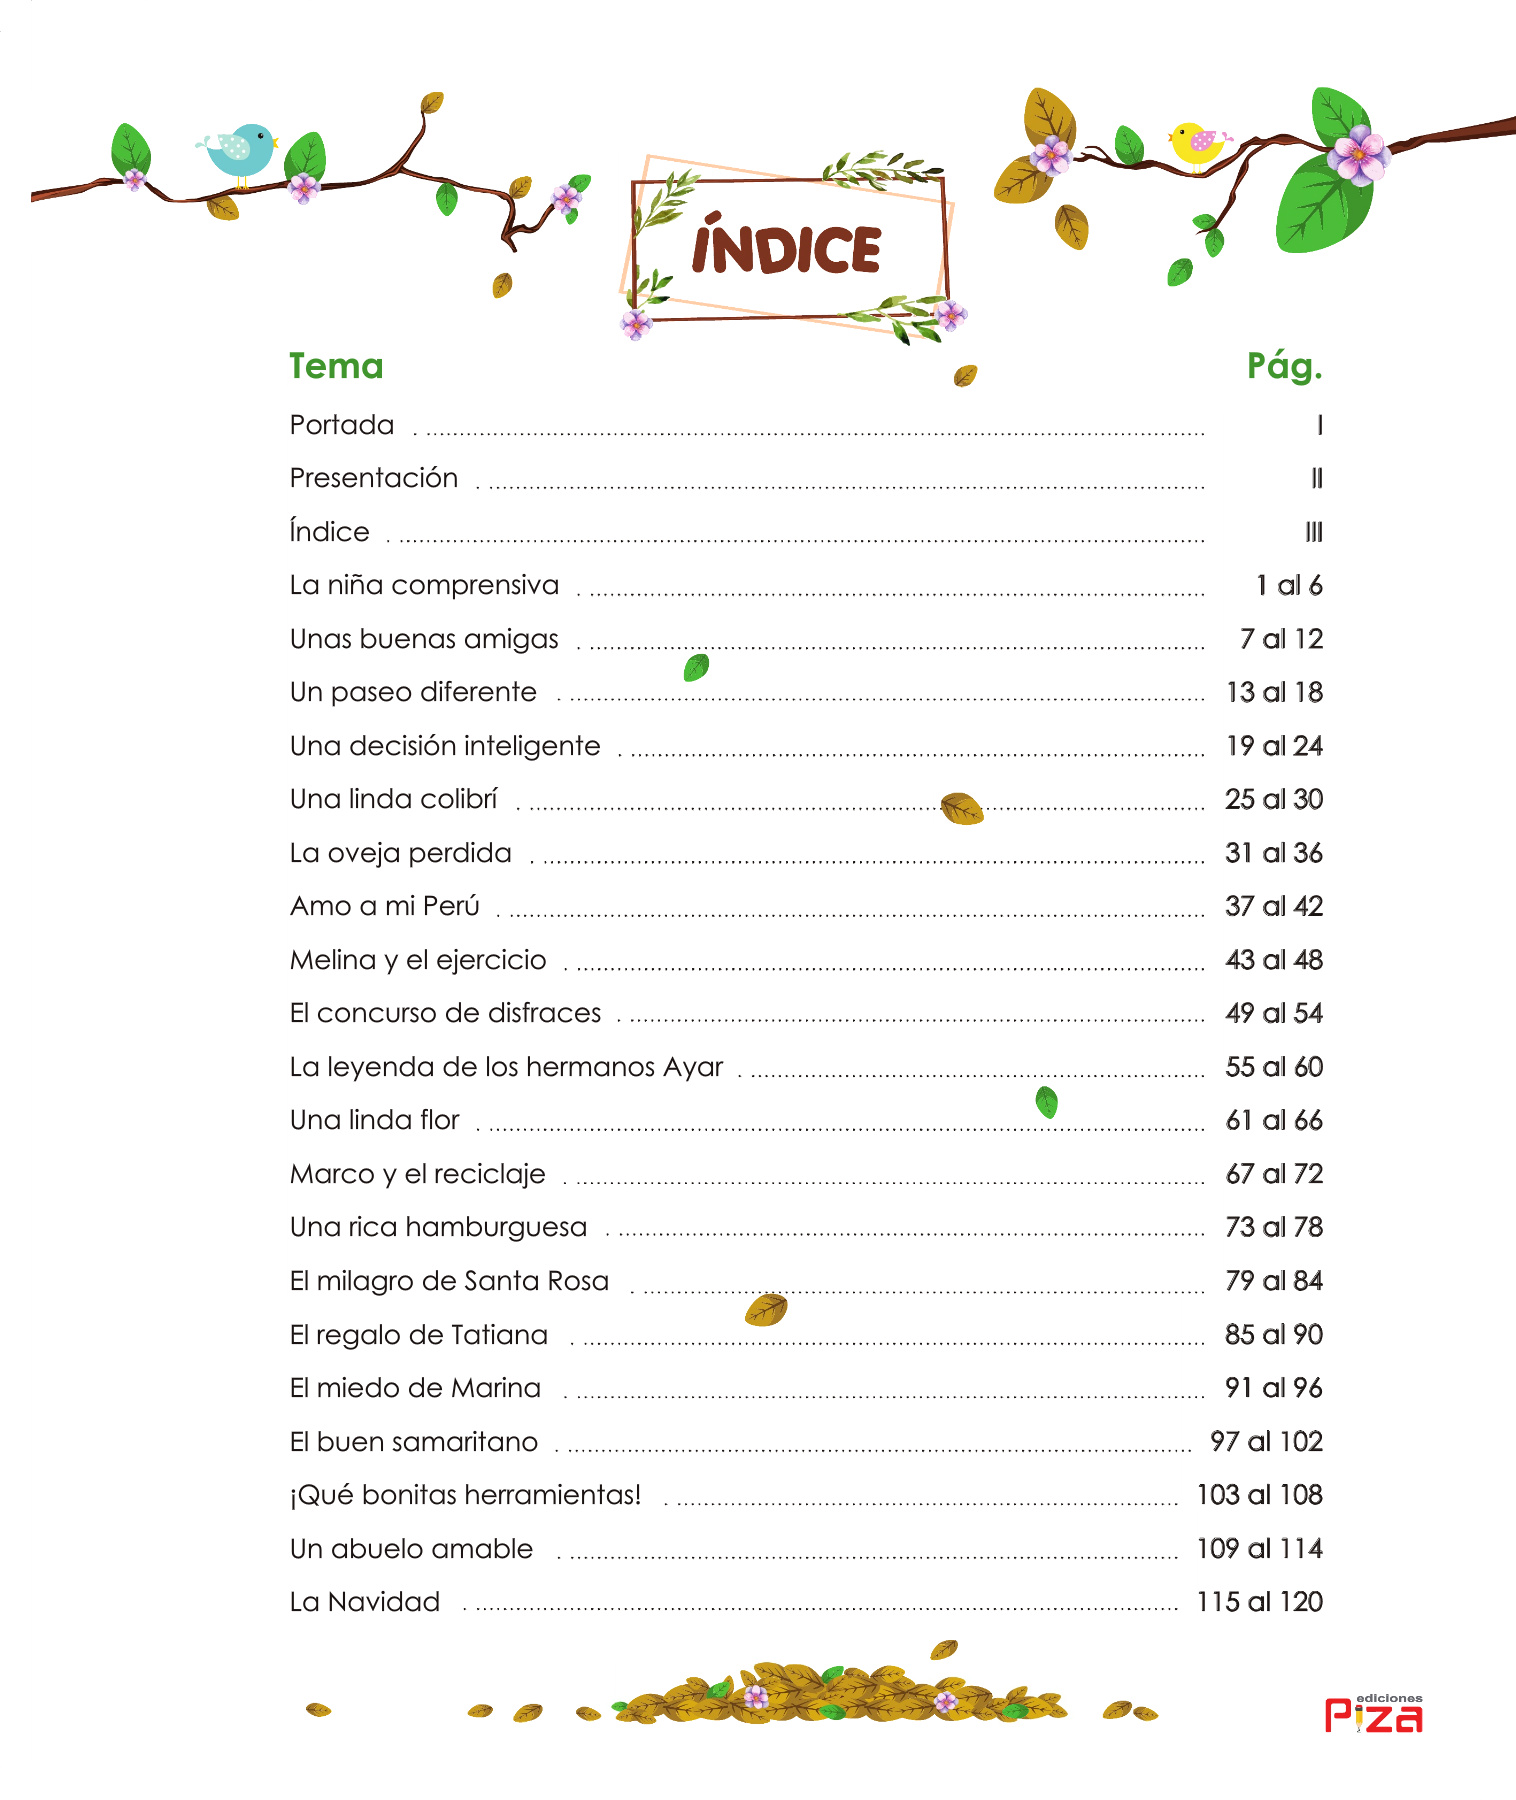 ÍNDICE
Tema Pág.
Portada I
Presentación II
Índice III
La niña comprensiva 1 al 6
Unas buenas amigas 7 al 12
Un paseo diferente 13 al 18
Una decisión inteligente 19 al 24
Una linda colibrí 25 al 30
La oveja perdida 31 al 36
Amo a mi Perú 37 al 42
Melina y el ejercicio 43 al 48
El concurso de disfraces 49 al 54
La leyenda de los hermanos Ayar 55 al 60
Una linda flor 61 al 66
Marco y el reciclaje 67 al 72
Una rica hamburguesa 73 al 78
El milagro de Santa Rosa 79 al 84
El regalo de Tatiana 85 al 90
El miedo de Marina 91 al 96
El buen samaritano 97 al 102
¡Qué bonitas herramientas! 103 al 108
Un abuelo amable 109 al 114
La Navidad 115 al 120
ediciones
Piza